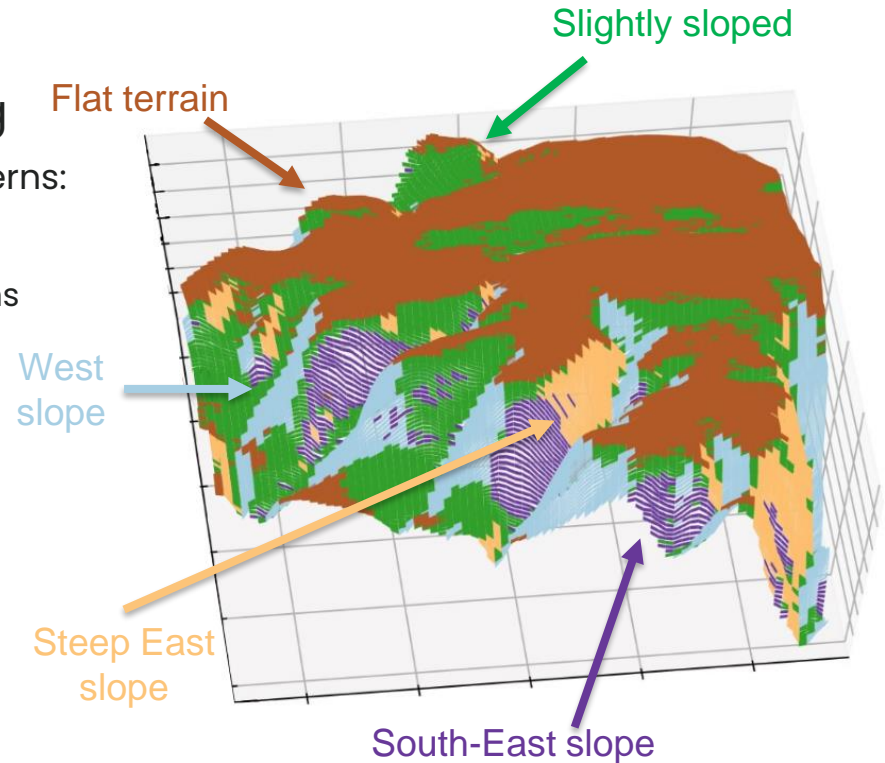 Slightly sloped
Flat terrain
West
slope
Steep East
slope
South-East slope